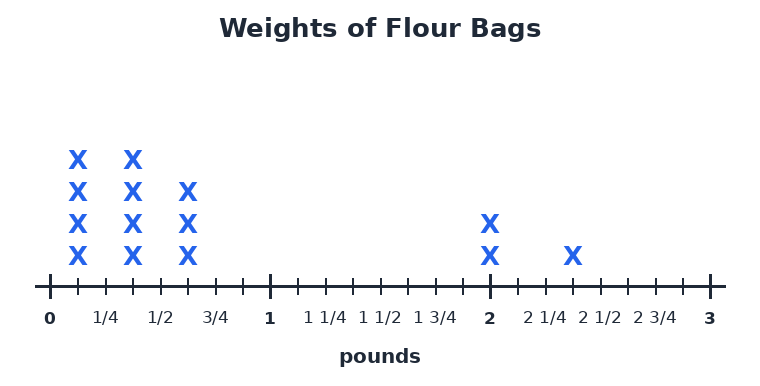 Weights of Flour Bags
X X
X X X
X X X X
X X X X X
0 1/4 1/2 3/4 1 1 1/4 1 1/2 1 3/4 2 2 1/4 2 1/2 2 3/4 3
pounds